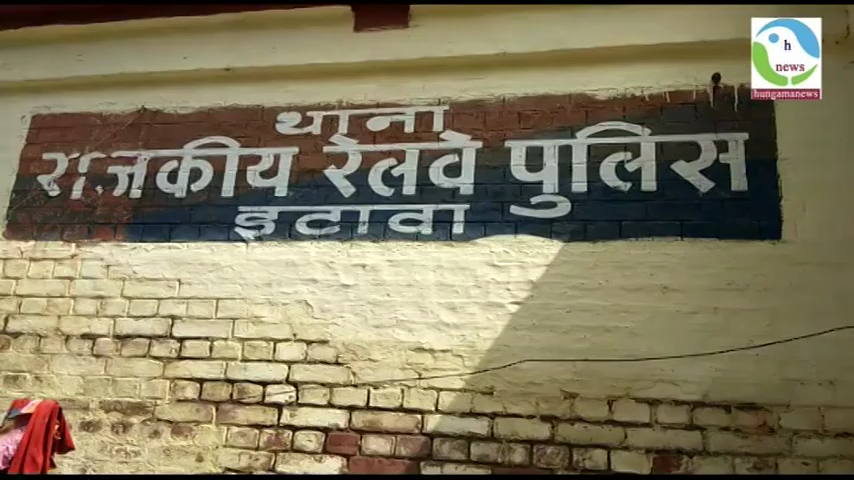 h
news
hungamanews
थाना
राजकीय रेलवे पुलिस
इटावा